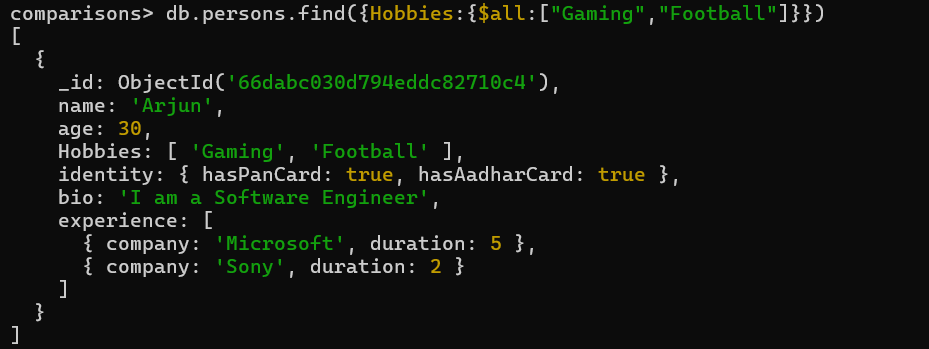 comparisons> db.persons.find({Hobbies:{$all:["Gaming","Football"]}})
[
  {
    _id: ObjectId('66dabc030d794eddc82710c4'),
    name: 'Arjun',
    age: 30,
    Hobbies: [ 'Gaming', 'Football' ],
    identity: { hasPanCard: true, hasAadharCard: true },
    bio: 'I am a Software Engineer',
    experience: [
      { company: 'Microsoft', duration: 5 },
      { company: 'Sony', duration: 2 }
    ]
  }
]